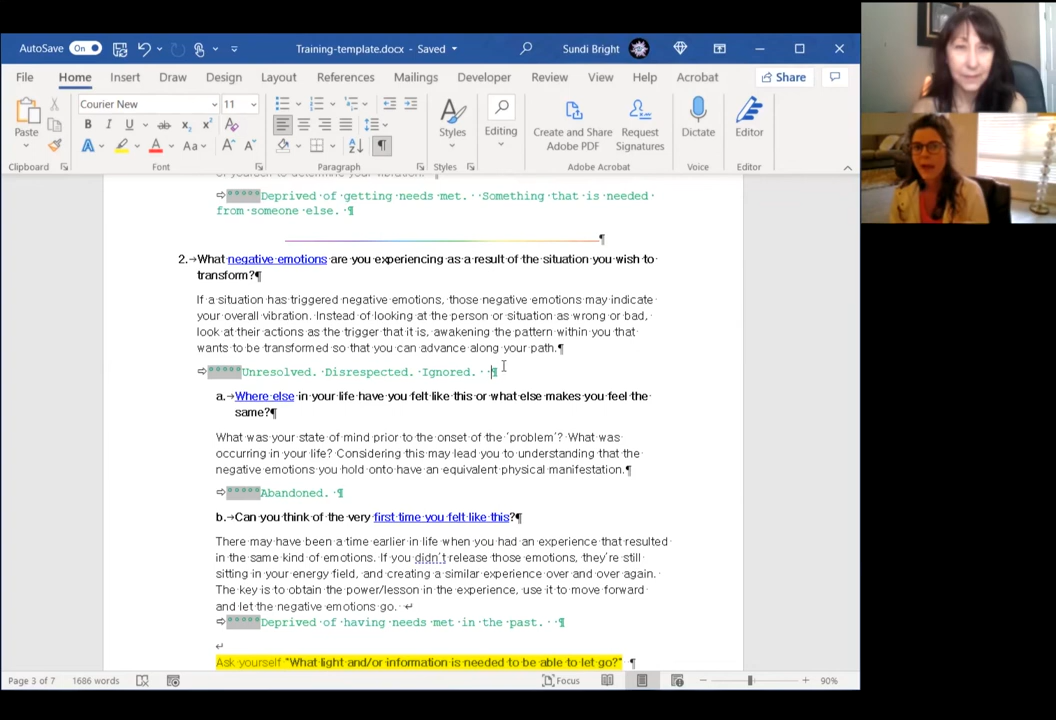 AutoSave On Training-template.docx - Saved Sundi Bright
File Home Insert Draw Design Layout References Mailings Developer Review View Help Acrobat Share
Courier New 11
Paste
B I U ab x2 x2
A A Aa A A
Styles
Editing
Create and Share Adobe PDF
Request Signatures
Dictate
Editor
Clipboard Font Paragraph Styles Adobe Acrobat Voice Editor
of yourself to determine your vibration. ¶
Deprived of getting needs met. Something that is needed
from someone else. ¶
¶
2. What negative emotions are you experiencing as a result of the situation you wish to
transform?¶
If a situation has triggered negative emotions, those negative emotions may indicate
your overall vibration. Instead of looking at the person or situation as wrong or bad,
look at their actions as the trigger that it is, awakening the pattern within you that
wants to be transformed so that you can advance along your path.¶
Unresolved. Disrespected. Ignored. ¶
a. Where else in your life have you felt like this or what else makes you feel the
same?¶
What was your state of mind prior to the onset of the 'problem'? What was
occurring in your life? Considering this may lead you to understanding that the
negative emotions you hold onto have an equivalent physical manifestation.¶
Abandoned. ¶
b. Can you think of the very first time you felt like this?¶
There may have been a time earlier in life when you had an experience that resulted
in the same kind of emotions. If you didn't release those emotions, they're still
sitting in your energy field, and creating a similar experience over and over again.
The key is to obtain the power/lesson in the experience, use it to move forward
and let the negative emotions go.
Deprived of having needs met in the past. ¶
Ask yourself "What light and/or information is needed to be able to let go?" ¶
Page 3 of 7 1686 words Focus 90%